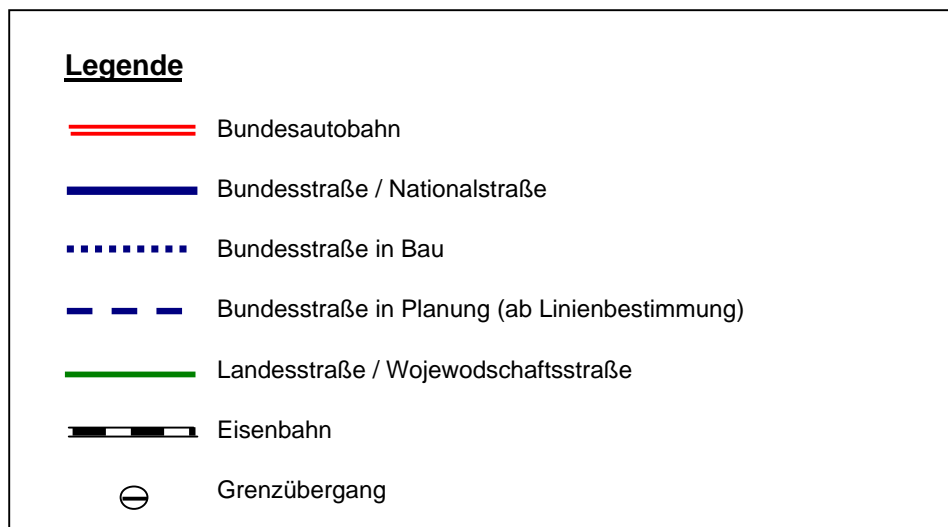 Legende
Bundesautobahn
Bundesstraße / Nationalstraße
Bundesstraße in Bau
Bundesstraße in Planung (ab Linienbestimmung)
Landesstraße / Wojewodschaftsstraße
Eisenbahn
Grenzübergang